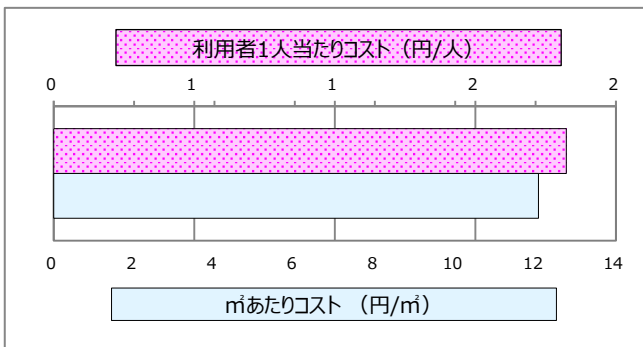 利用者1人当たりコスト（円/人）
0 1 1 2 2
0 2 4 6 8 10 12 14
㎡あたりコスト （円/㎡）